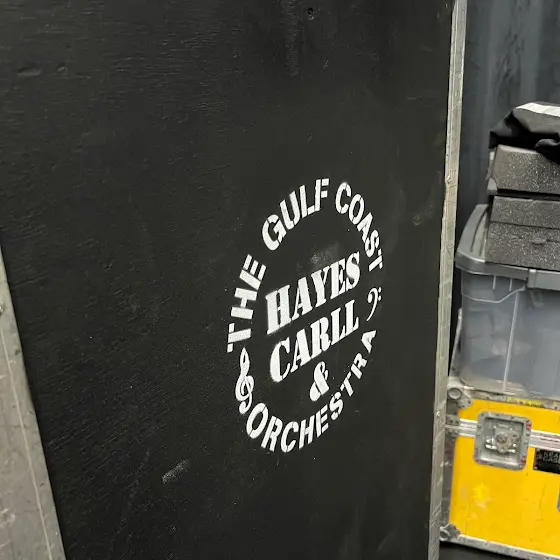 THE GULF COAST
HAYES
CARLL
&
ORCHESTRA